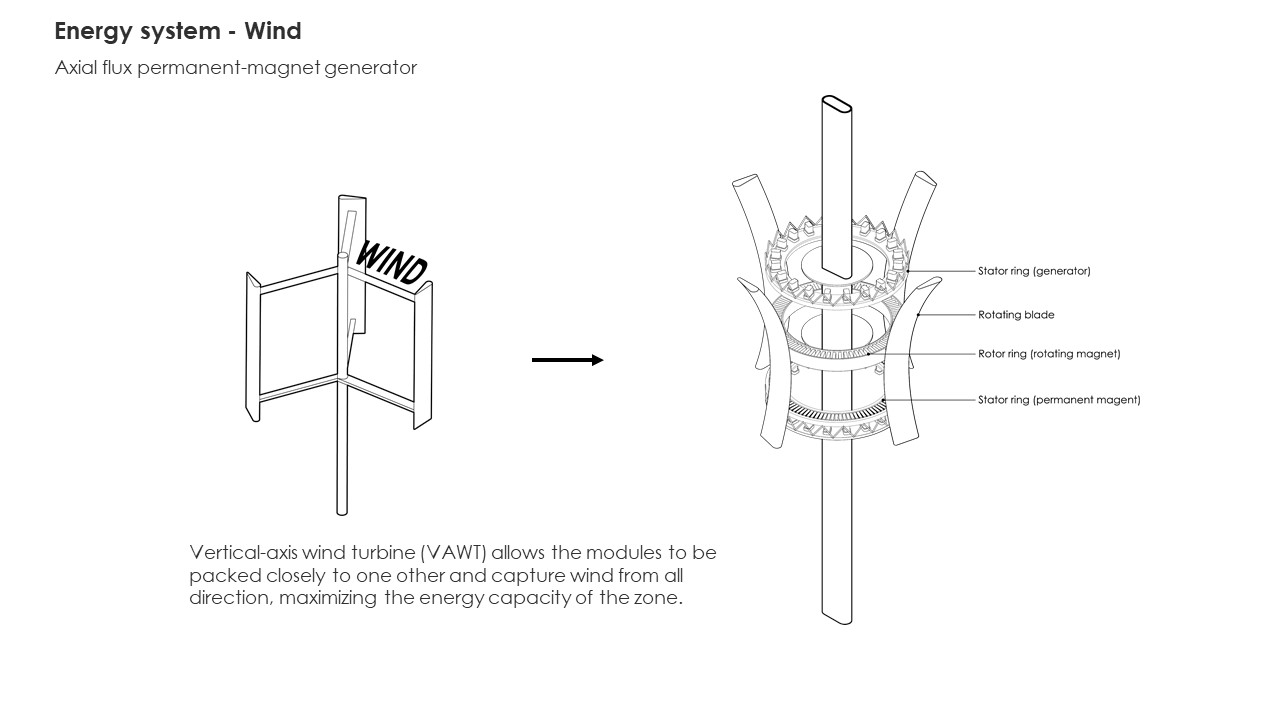 Energy system - Wind
Axial flux permanent-magnet generator
WIND
Stator ring (generator)
Rotating blade
Rotor ring (rotating magnet)
Stator ring (permanent magent)
Vertical-axis wind turbine (VAWT) allows the modules to be
packed closely to one other and capture wind from all
direction, maximizing the energy capacity of the zone.